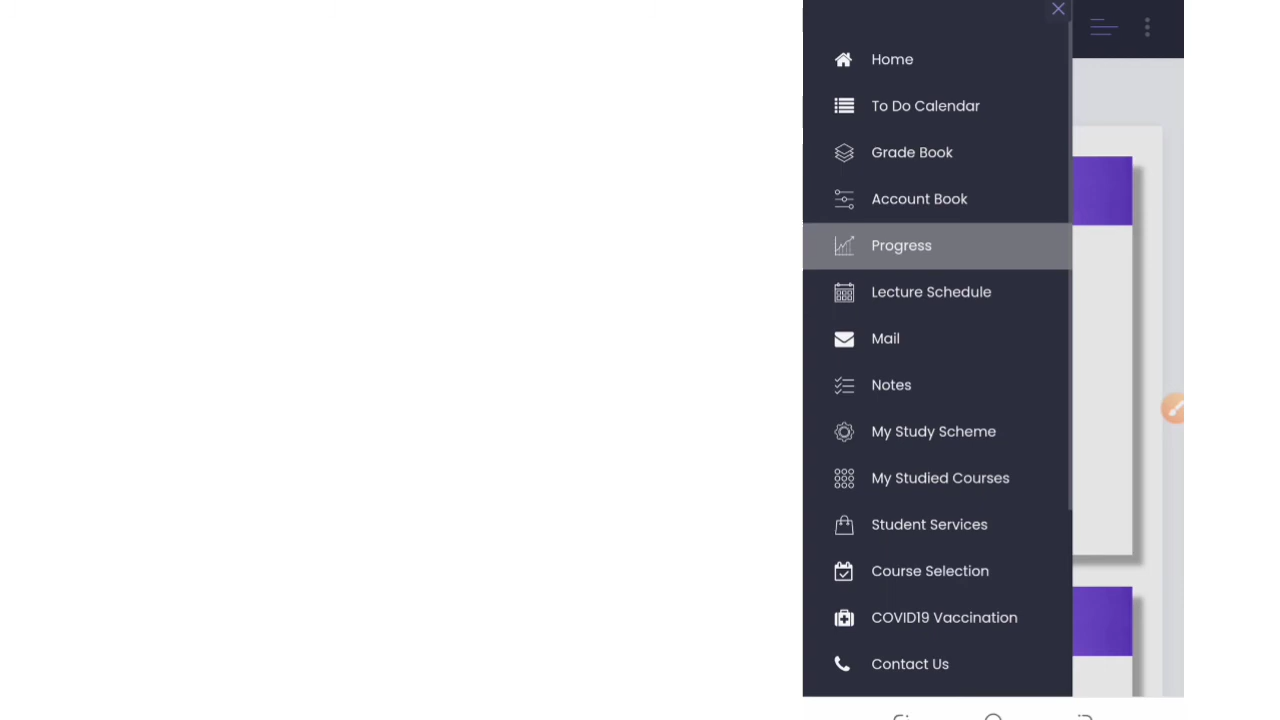 Home
To Do Calendar
Grade Book
Account Book
Progress
Lecture Schedule
Mail
Notes
My Study Scheme
My Studied Courses
Student Services
Course Selection
COVID19 Vaccination
Contact Us